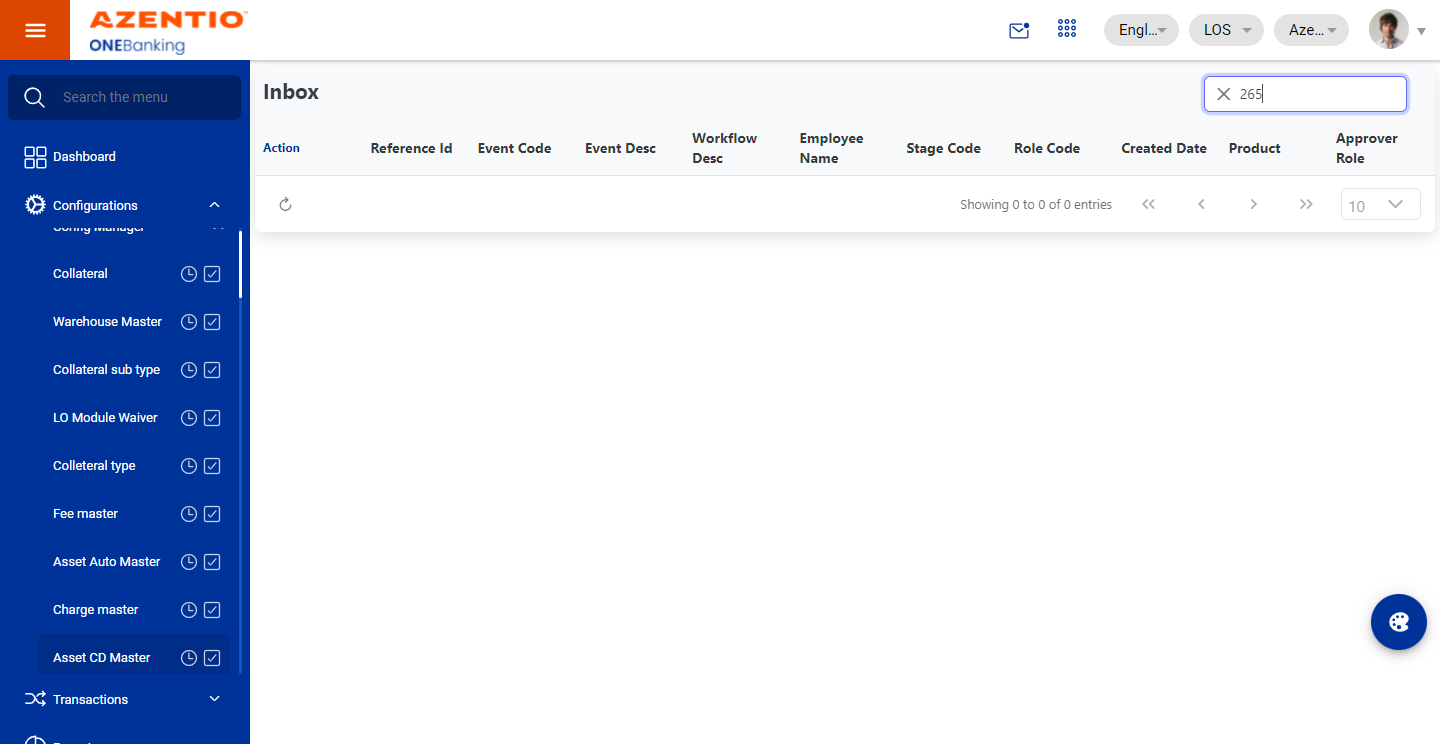 AZENTIO
ONEBanking
Engl...
LOS
Aze...
Search the menu
Dashboard
Configurations
Config Manager
Collateral
Warehouse Master
Collateral sub type
LO Module Waiver
Colleteral type
Fee master
Asset Auto Master
Charge master
Asset CD Master
Transactions
Inbox
265
Action
Reference Id
Event Code
Event Desc
Workflow
Desc
Employee
Name
Stage Code
Role Code
Created Date
Product
Approver
Role
Showing 0 to 0 of 0 entries
10